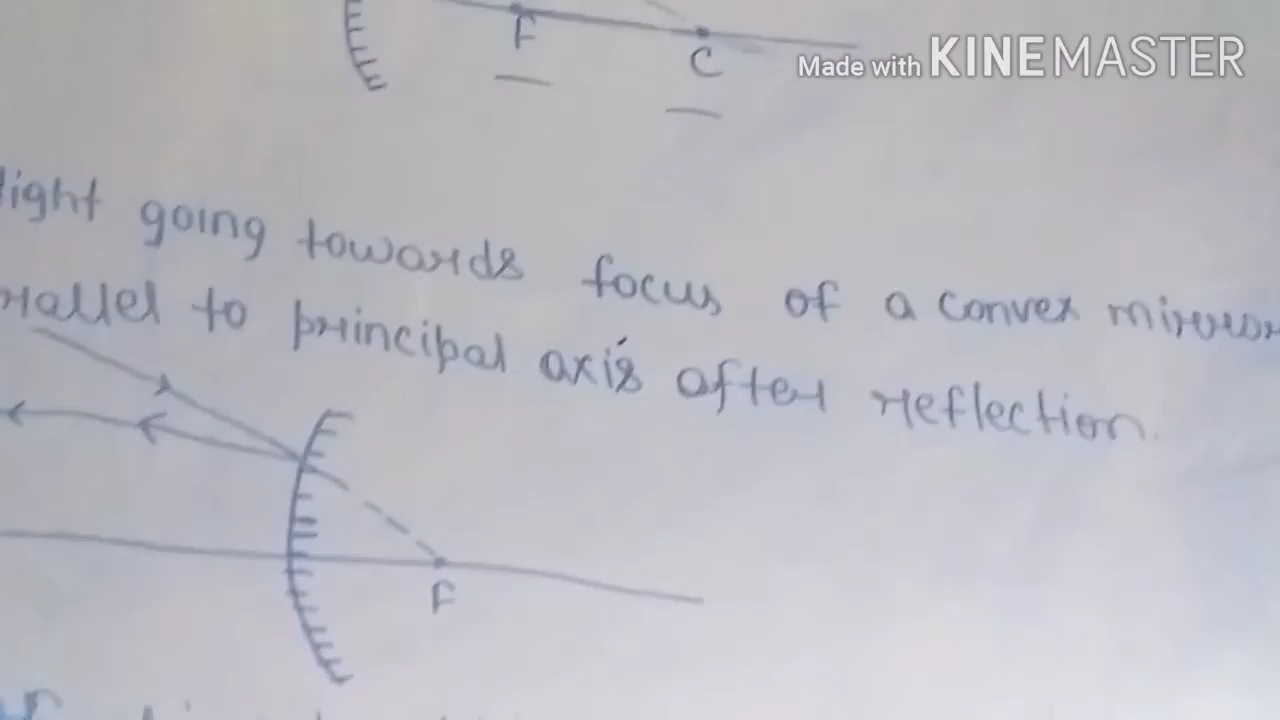 F
C
Made with KINEMASTER
light going towards focus of a convex mirror
rallel to principal axis after reflection.
F